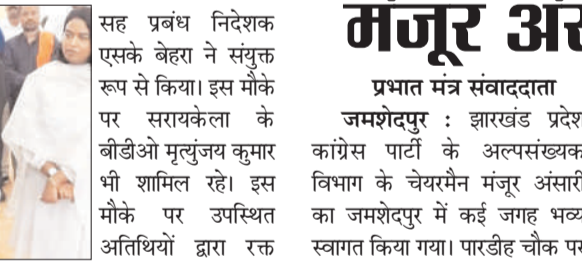 सह प्रबंध निदेशक
एसके बेहरा ने संयुक्त
रूप से किया। इस मौके
पर सरायकेला के
बीडीओ मृत्युंजय कुमार
भी शामिल रहे। इस
मौके पर उपस्थित
अतिथियों द्वारा रक्त
मंजूर
प्रभात मंत्र संवाददाता
जमशेदपुर : झारखंड प्रदेश
कांग्रेस पार्टी के अल्पसंख्यक
विभाग के चेयरमैन मंजूर अंसारी
का जमशेदपुर में कई जगह भव्य
स्वागत किया गया। पारडीह चौक पर